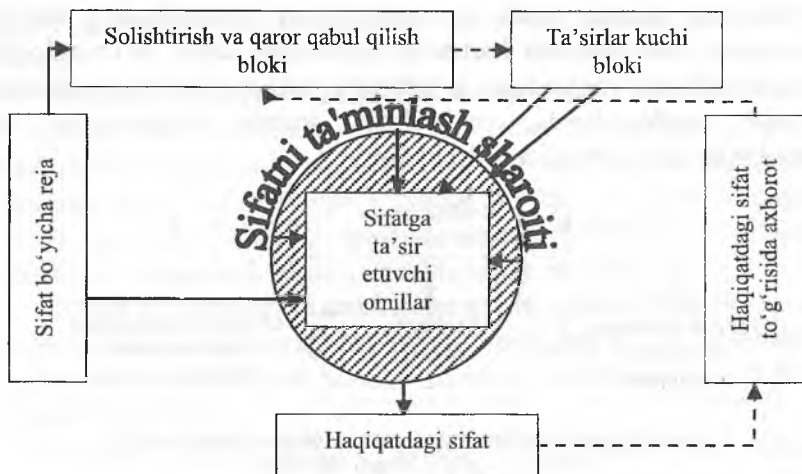 Solishtirish va qaror qabul qilish
bloki
Ta'sirlar kuchi
bloki
Sifatni ta'minlash sharoiti
Sifat bo‘yicha reja
Sifatga
ta’sir
etuvchi
omillar
Haqiqatdagi sifat
to‘g‘risida axborot
Haqiqatdagi sifat